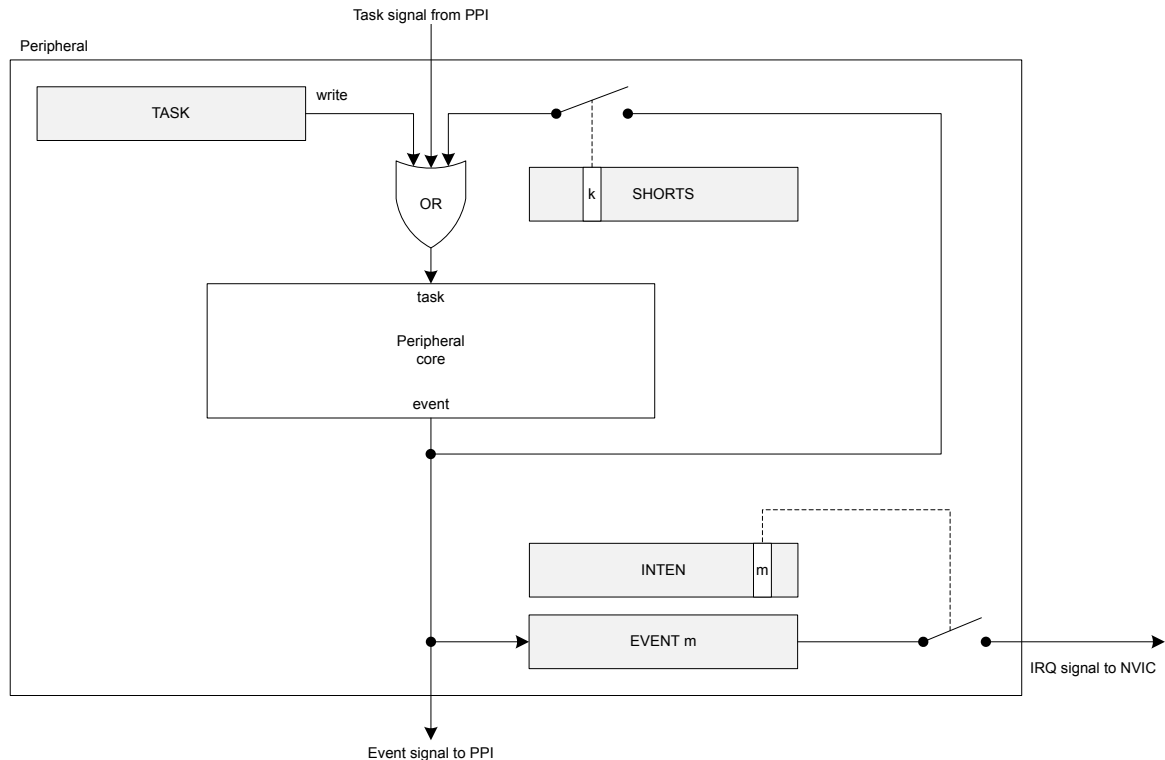 Task signal from PPI
Peripheral
write
TASK
OR
k
SHORTS
task
Peripheral
core
event
INTEN
m
EVENT m
IRQ signal to NVIC
Event signal to PPI